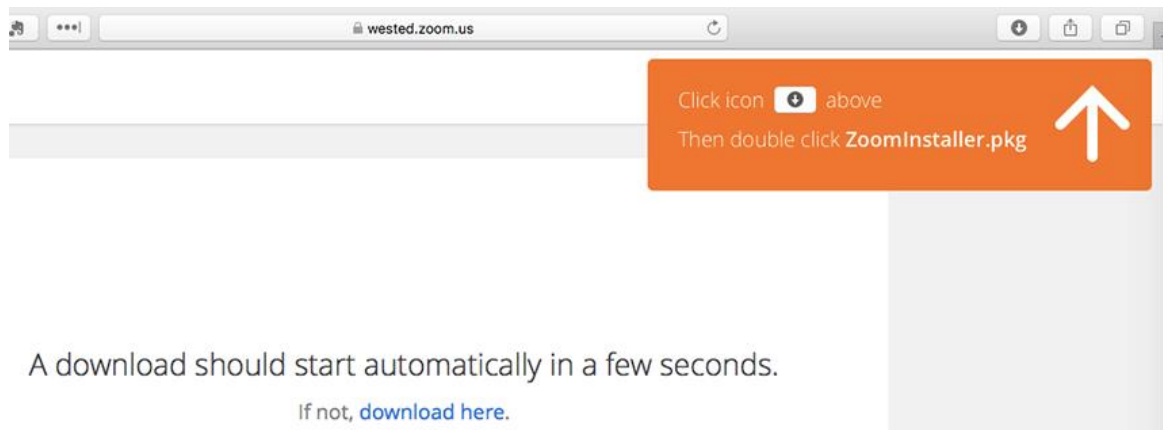 wested.zoom.us
Click icon above
Then double click ZoomInstaller.pkg
A download should start automatically in a few seconds.
If not, download here.